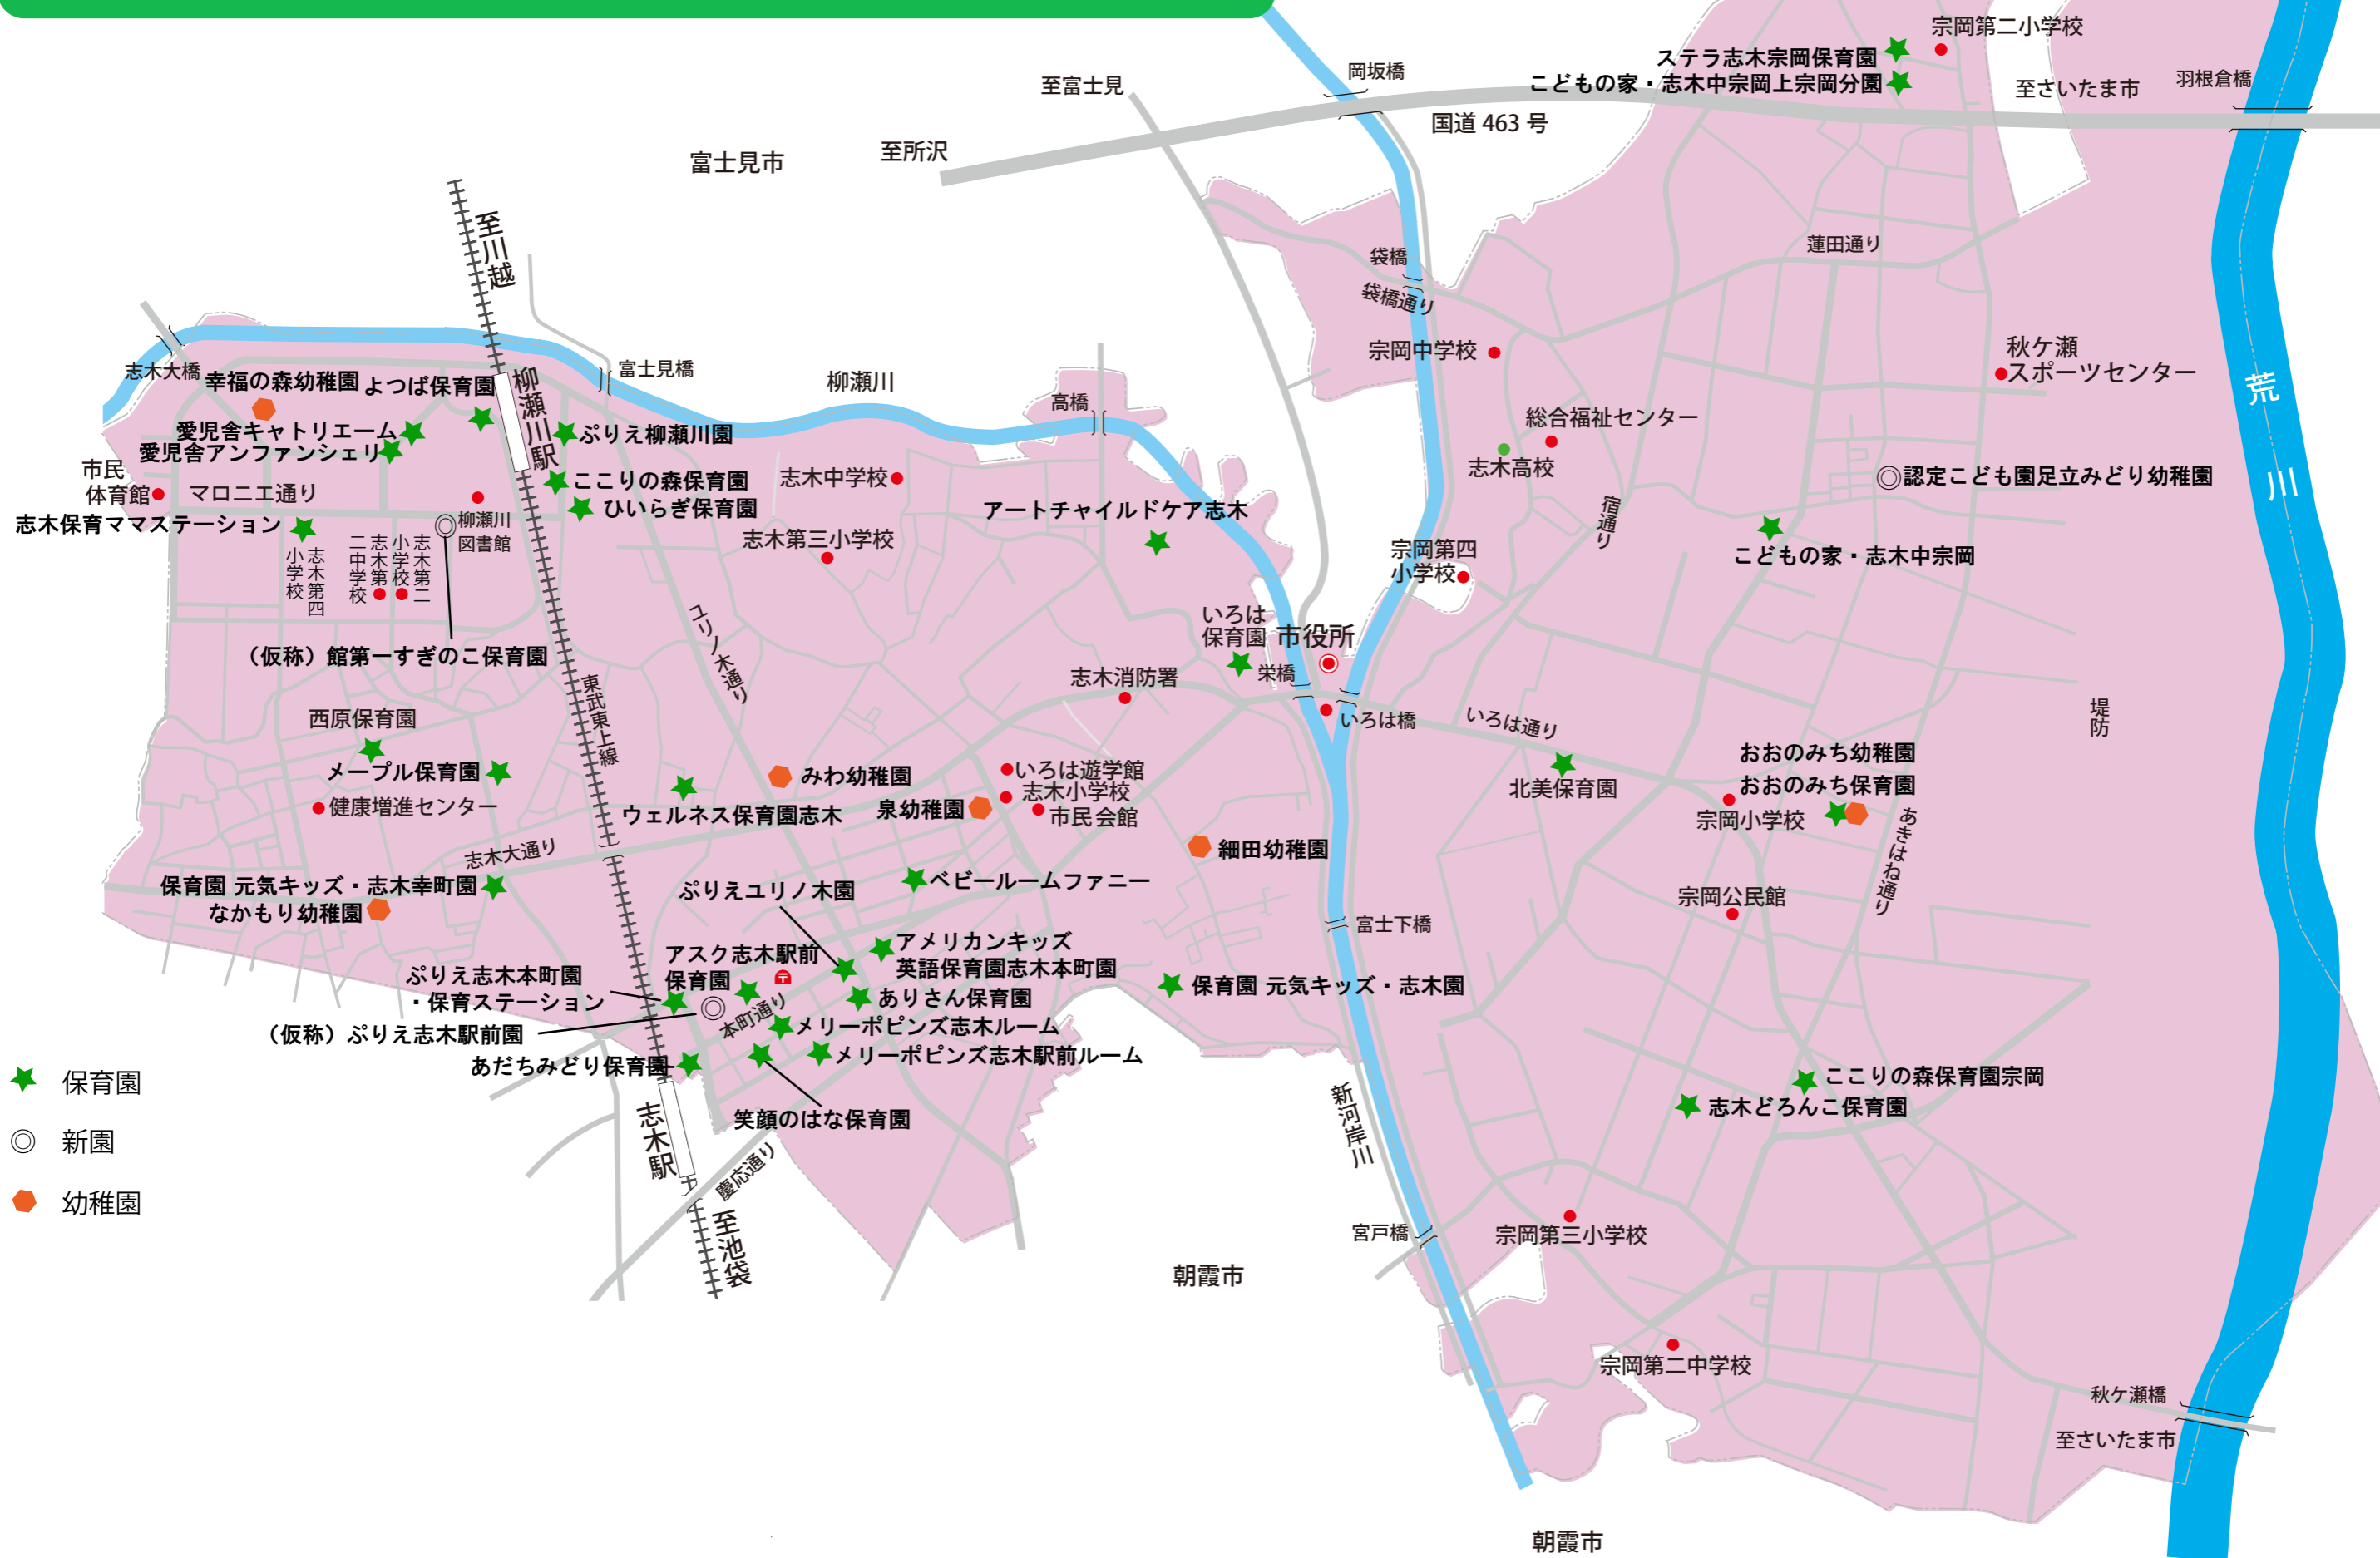 宗岡第二小学校
ステラ志木宗岡保育園
こどもの家・志木中宗岡上宗岡分園
至さいたま市
羽根倉橋
岡坂橋
至富士見
国道 463 号
至所沢
富士見市
至川越
蓮田通り
袋橋
袋橋通り
宗岡中学校
秋ケ瀬
スポーツセンター
荒川
志木大橋
富士見橋
柳瀬川
高橋
幸福の森幼稚園
よつば保育園
柳瀬川駅
愛児舎キャトリエーム
愛児舎アンファンシェリ
ぷりえ柳瀬川園
総合福祉センター
志木高校
市民
体育館
マロニエ通り
ここりの森保育園
ひいらぎ保育園
志木中学校
アートチャイルドケア志木
認定こども園足立みどり幼稚園
志木保育ママステーション
柳瀬川
図書館
志木第三小学校
宿通り
宗岡第四
小学校
こどもの家・志木中宗岡
志木第四
小学校
志木第
二中学校
志木第二
小学校
（仮称）館第一すぎのこ保育園
ユリノ木通り
いろは
保育園
市役所
栄橋
志木消防署
東武東上線
いろは橋
いろは通り
堤防
西原保育園
メープル保育園
健康増進センター
みわ幼稚園
ウェルネス保育園志木
いろは遊学館
志木小学校
市民会館
泉幼稚園
北美保育園
おおのみち幼稚園
おおのみち保育園
宗岡小学校
あきはね通り
志木大通り
細田幼稚園
保育園 元気キッズ・志木幸町園
なかもり幼稚園
ぷりえユリノ木園
ベビールームファニー
宗岡公民館
富士下橋
アスク志木駅前
保育園
アメリカンキッズ
英語保育園志木本町園
ぷりえ志木本町園
・保育ステーション
ありさん保育園
保育園 元気キッズ・志木園
本町通り
（仮称）ぷりえ志木駅前園
メリーポピンズ志木ルーム
メリーポピンズ志木駅前ルーム
あだちみどり保育園
笑顔のはな保育園
ここりの森保育園宗岡
志木どろんこ保育園
保育園
新園
幼稚園
志木駅
慶応通り
至池袋
新河岸川
宮戸橋
宗岡第三小学校
朝霞市
宗岡第二中学校
秋ケ瀬橋
至さいたま市
朝霞市